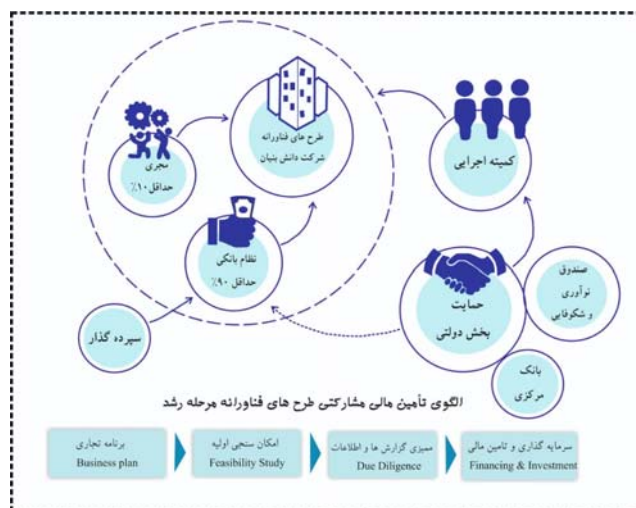 طرح های فناورانه
شرکت دانش بنیان
مجری
حداقل ۱۰٪
کمیته اجرایی
نظام بانکی
حداقل ۹۰٪
صندوق
نوآوری
و شکوفایی
حمایت
بخش دولتی
سپرده گذار
بانک
مرکزی
الگوی تأمین مالی مشارکتی طرح های فناورانه مرحله رشد
برنامه تجاری
Business plan
امکان سنجی اولیه
Feasibility Study
ممیزی گزارش ها و اطلاعات
Due Diligence
سرمایه گذاری و تامین مالی
Financing & Investment